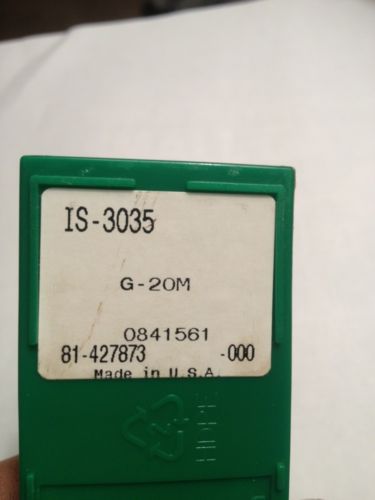 IS-3035
G-20M
0841561
81-427873 -000
Made in U.S.A.